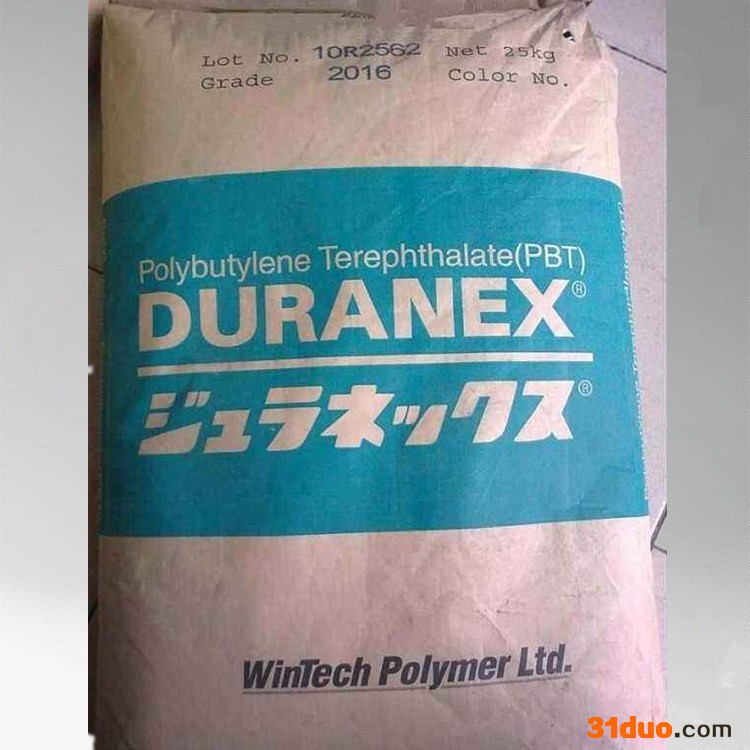 Lot No. 10R2562 Net 25kg
Grade 2016 Color No.
Polybutylene Terephthalate(PBT)
DURANEX®
ジュラネックス®
WinTech Polymer Ltd.
31duo.com